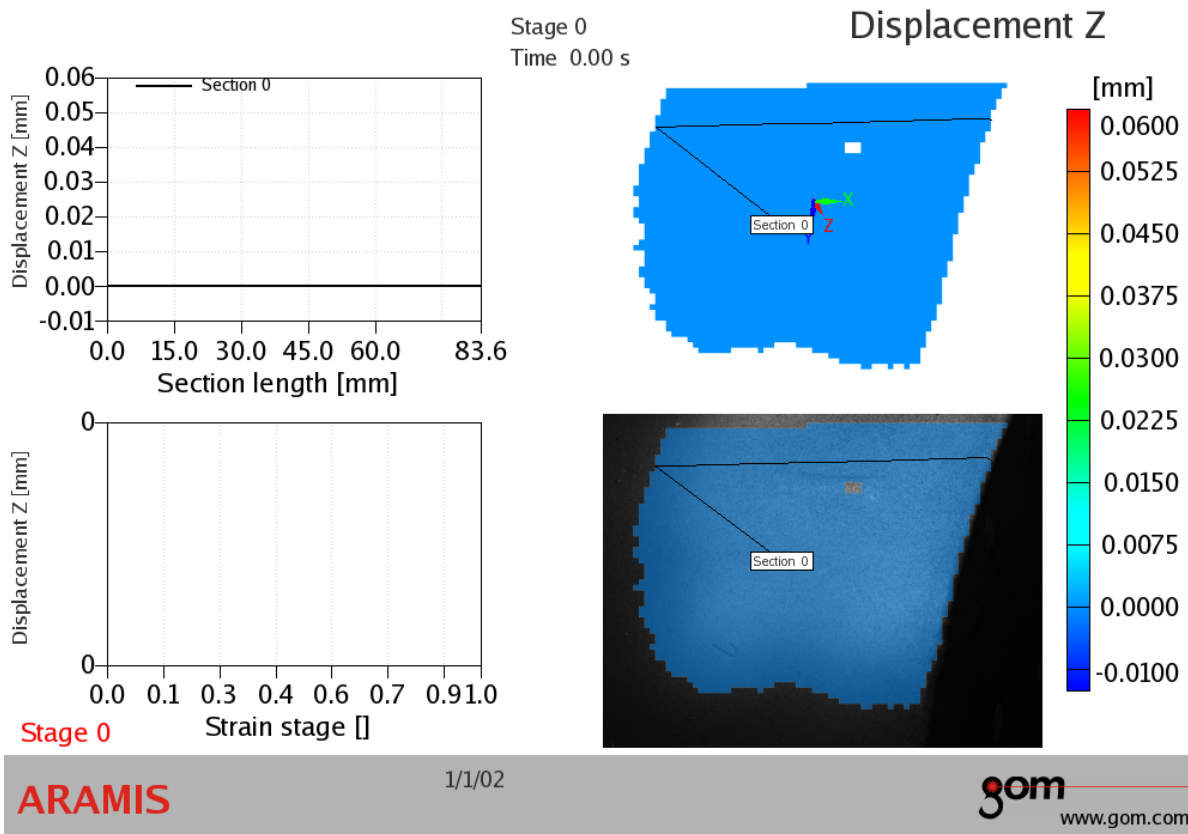 Stage 0
Time 0.00 s
Displacement Z
Displacement Z [mm]
0.06
0.05
0.04
0.03
0.02
0.01
0.00
-0.01
Section 0
0.0 15.0 30.0 45.0 60.0 83.6
Section length [mm]
X
Z
Y
Section 0
[mm]
0.0600
0.0525
0.0450
0.0375
0.0300
0.0225
0.0150
0.0075
0.0000
-0.0100
Displacement Z [mm]
0
0
0.0 0.1 0.3 0.4 0.6 0.7 0.91.0
Strain stage []
Section 0
Stage 0
ARAMIS
1/1/02
gom
www.gom.com